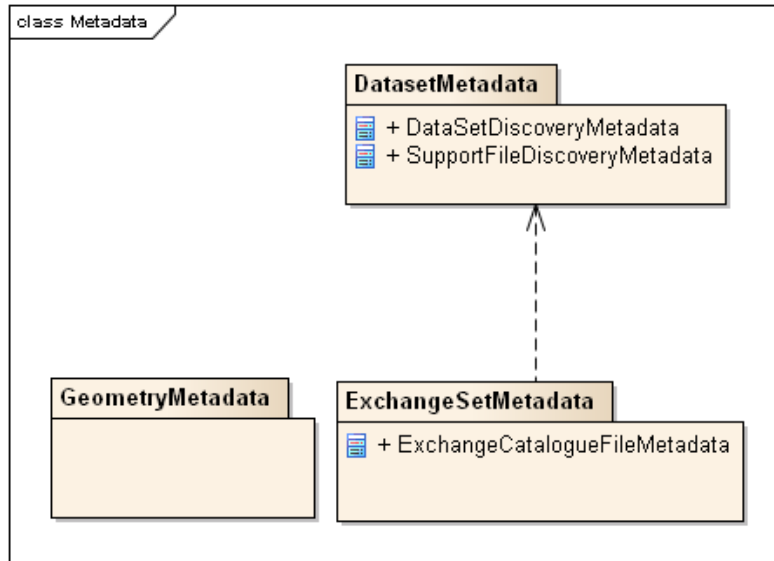 class Metadata
DatasetMetadata
+ DataSetDiscoveryMetadata
+ SupportFileDiscoveryMetadata
GeometryMetadata
ExchangeSetMetadata
+ ExchangeCatalogueFileMetadata